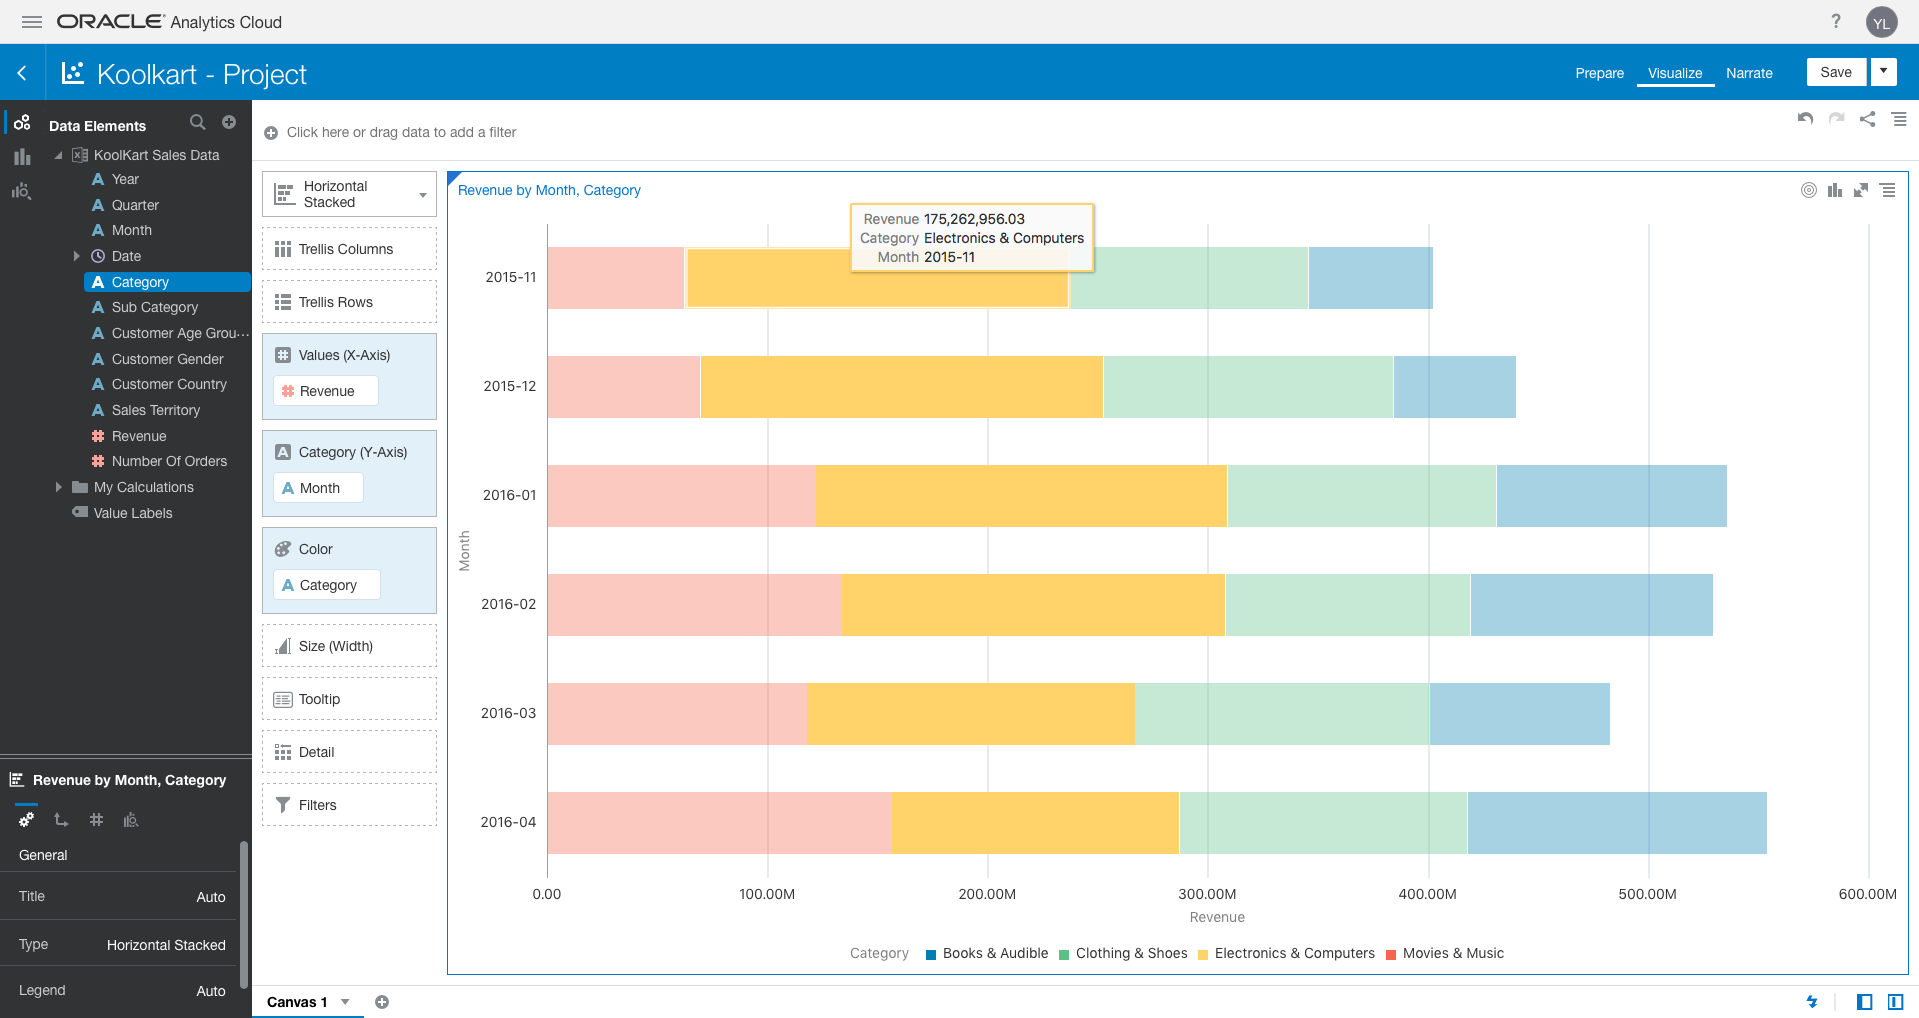 ORACLE Analytics Cloud
?
YL
Koolkart - Project
Prepare
Visualize
Narrate
Save
Data Elements
KoolKart Sales Data
Year
Quarter
Month
Date
Category
Sub Category
Customer Age Grou...
Customer Gender
Customer Country
Sales Territory
Revenue
Number Of Orders
My Calculations
Value Labels
Revenue by Month, Category
General
Title Auto
Type Horizontal Stacked
Legend Auto
Click here or drag data to add a filter
Horizontal
Stacked
Trellis Columns
Trellis Rows
Values (X-Axis)
Revenue
Category (Y-Axis)
Month
Color
Category
Size (Width)
Tooltip
Detail
Filters
Revenue by Month, Category
Revenue 175,262,956.03
Category Electronics & Computers
Month 2015-11
Month
2015-11
2015-12
2016-01
2016-02
2016-03
2016-04
0.00 100.00M 200.00M 300.00M 400.00M 500.00M 600.00M
Revenue
Category Books & Audible Clothing & Shoes Electronics & Computers Movies & Music
Canvas 1